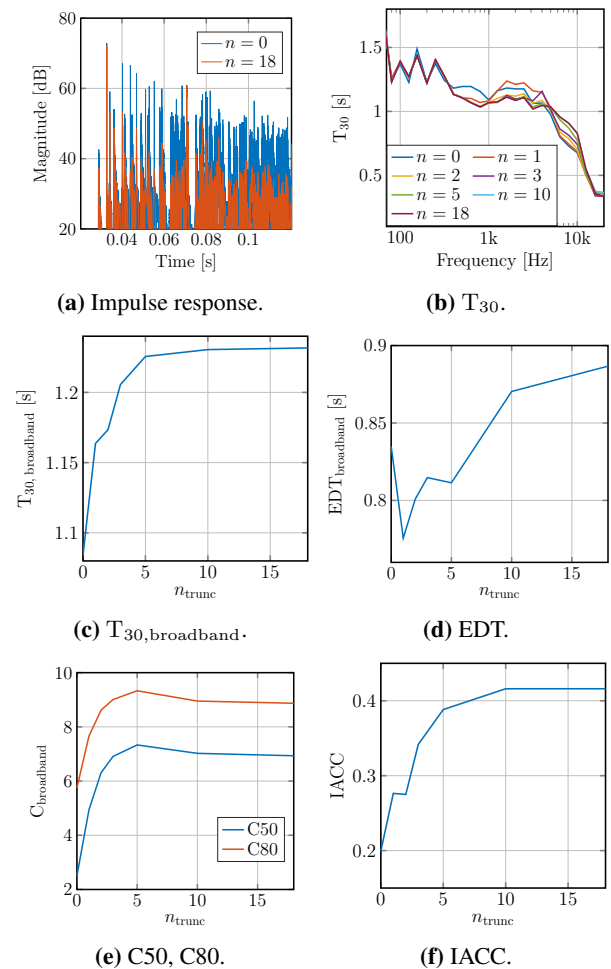 80
60
40
20
Magnitude [dB]
n = 0
n = 18
0.04 0.06 0.08 0.1
Time [s]
(a) Impulse response.
1.5
1
0.5
T30 [s]
n = 0 n = 1
n = 2 n = 3
n = 5 n = 10
n = 18
100 1k 10k
Frequency [Hz]
(b) T30.
1.2
1.15
1.1
T30, broadband [s]
0 5 10 15
ntrunc
(c) T30,broadband.
0.9
0.85
0.8
EDTbroadband [s]
0 5 10 15
ntrunc
(d) EDT.
10
8
6
4
2
Cbroadband
C50
C80
0 5 10 15
ntrunc
(e) C50, C80.
0.4
0.3
0.2
IACC
0 5 10 15
ntrunc
(f) IACC.